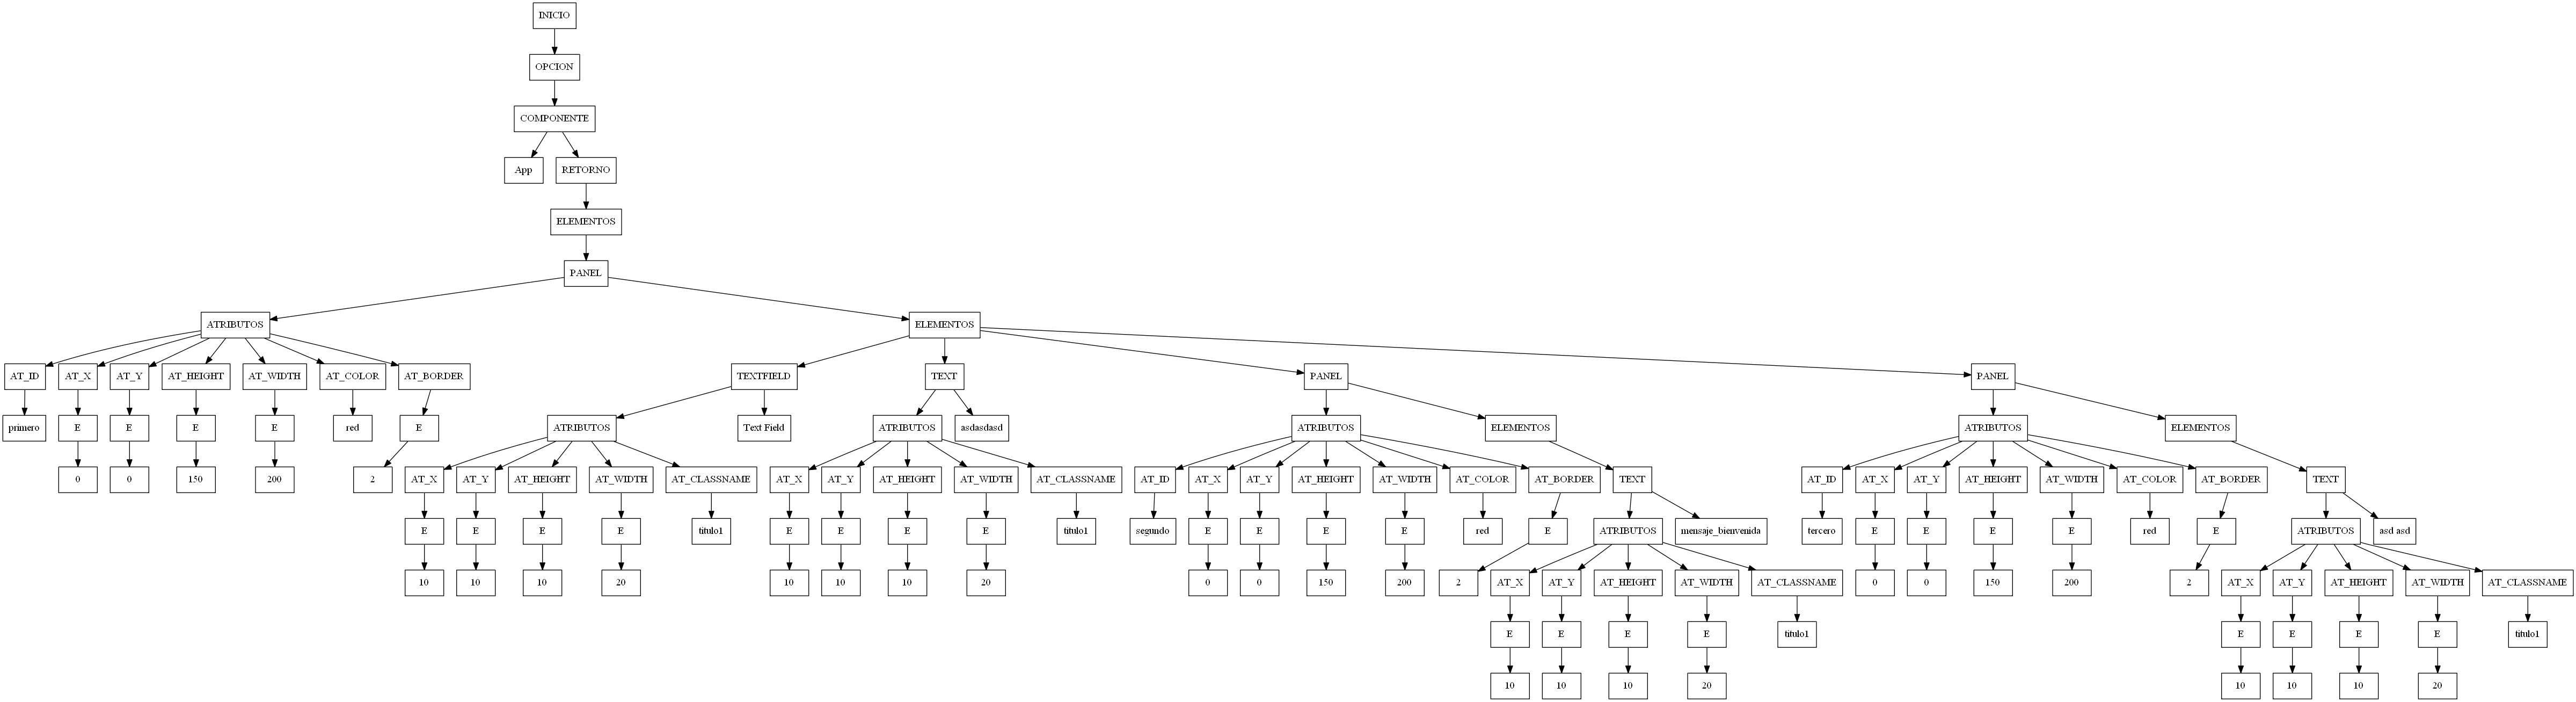 INICIO
OPCION
COMPONENTE
App RETORNO
ELEMENTOS
PANEL
ATRIBUTOS ELEMENTOS
AT_ID AT_X AT_Y AT_HEIGHT AT_WIDTH AT_COLOR AT_BORDER TEXTFIELD TEXT PANEL PANEL
primero E E E E red E ATRIBUTOS Text Field ATRIBUTOS asdasdasd ATRIBUTOS ELEMENTOS ATRIBUTOS ELEMENTOS
0 0 150 200 2 AT_X AT_Y AT_HEIGHT AT_WIDTH AT_CLASSNAME AT_X AT_Y AT_HEIGHT AT_WIDTH AT_CLASSNAME AT_ID AT_X AT_Y AT_HEIGHT AT_WIDTH AT_COLOR AT_BORDER TEXT AT_ID AT_X AT_Y AT_HEIGHT AT_WIDTH AT_COLOR AT_BORDER TEXT
E E E E titulo1 E E E E titulo1 segundo E E E E red E ATRIBUTOS mensaje_bienvenida tercero E E E E red E ATRIBUTOS asd asd
10 10 10 20 10 10 10 20 0 0 150 200 2 AT_X AT_Y AT_HEIGHT AT_WIDTH AT_CLASSNAME 0 0 150 200 2 AT_X AT_Y AT_HEIGHT AT_WIDTH AT_CLASSNAME
E E E E titulo1 E E E E titulo1
10 10 10 20 10 10 10 20